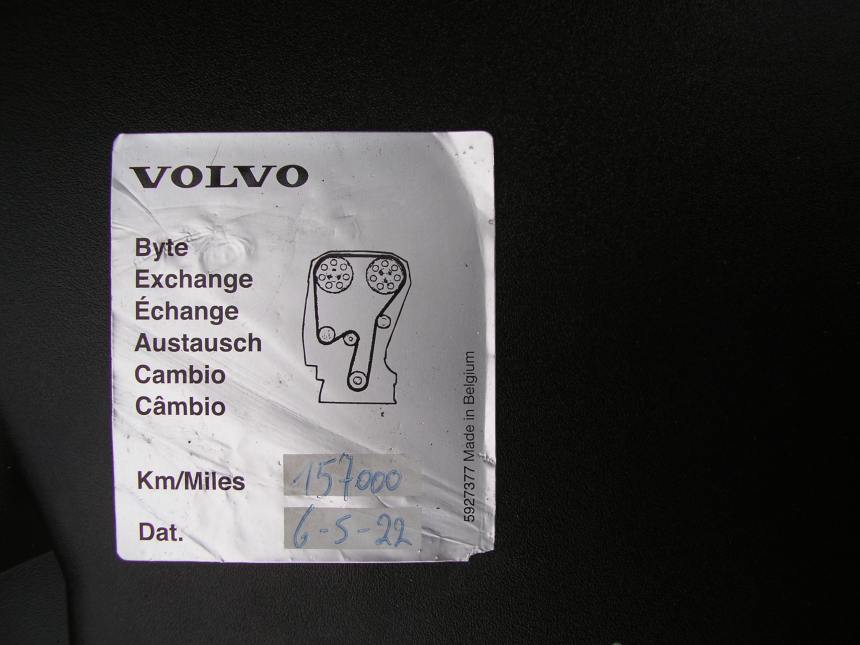 VOLVO
Byte
Exchange
Échange
Austausch
Cambio
Câmbio
Km/Miles 157000
Dat. 6-5-22
5927377 Made in Belgium